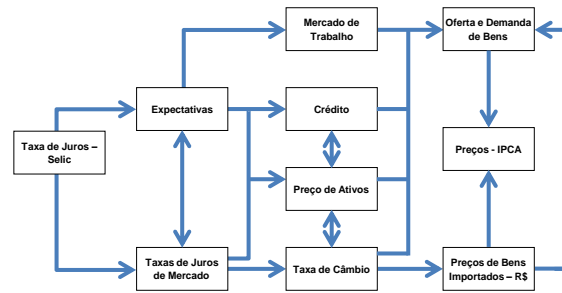 Mercado de
Trabalho
Oferta e Demanda
de Bens
Expectativas
Crédito
Taxa de Juros –
Selic
Preços - IPCA
Preço de Ativos
Taxas de Juros
de Mercado
Taxa de Câmbio
Preços de Bens
Importados – R$